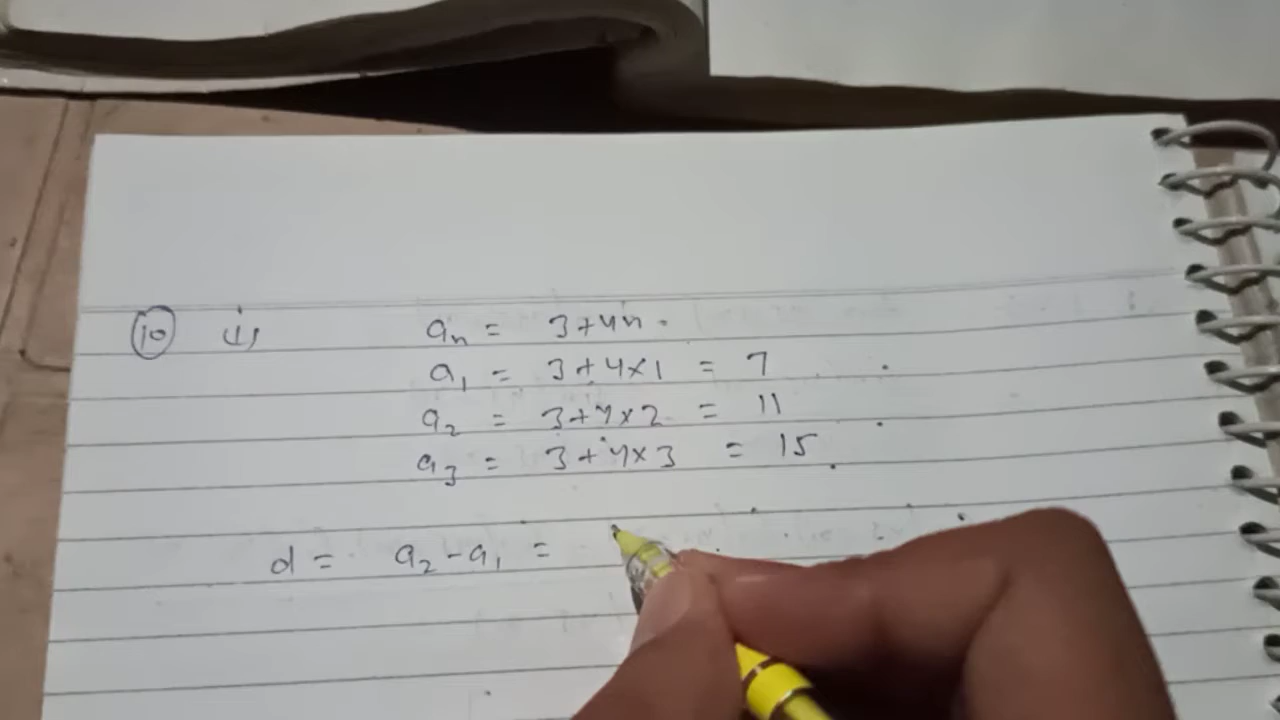 10 (i) aₙ = 3+4n.
a₁ = 3+4×1 = 7
a₂ = 3+4×2 = 11
a₃ = 3+4×3 = 15
d = a₂-a₁ =